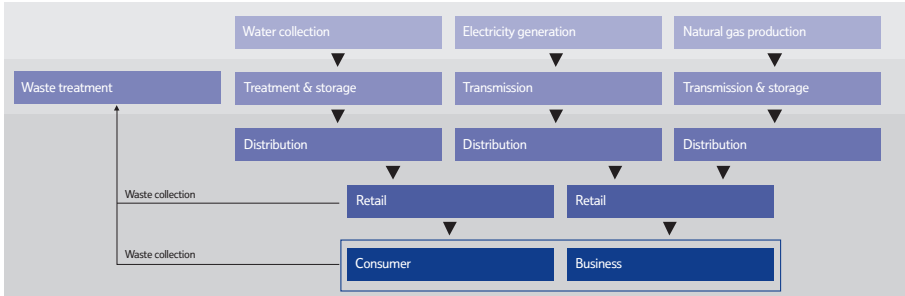 Water collection
Electricity generation
Natural gas production
Waste treatment
Treatment & storage
Transmission
Transmission & storage
Distribution
Distribution
Distribution
Waste collection
Retail
Retail
Waste collection
Consumer
Business